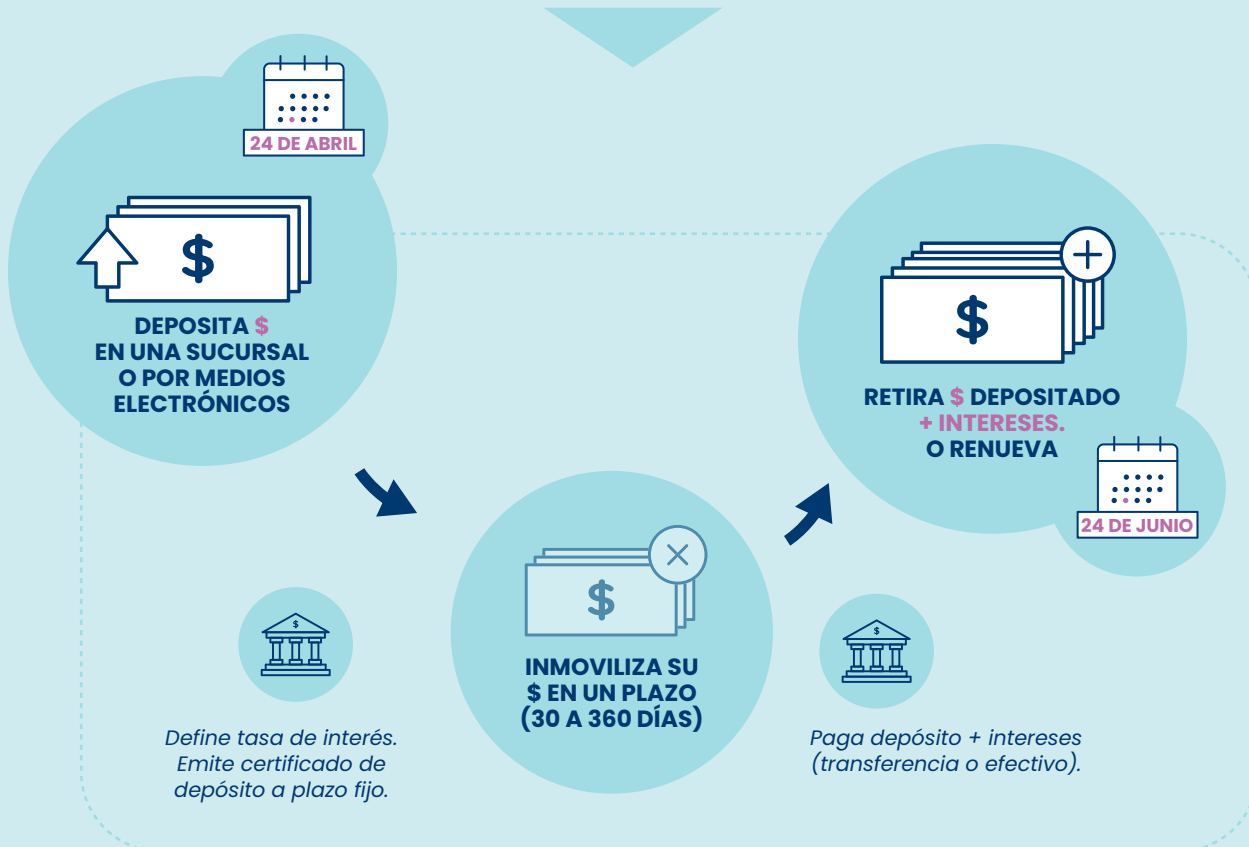 24 DE ABRIL
$
DEPOSITA $
EN UNA SUCURSAL
O POR MEDIOS
ELECTRÓNICOS
$
RETIRA $ DEPOSITADO
+ INTERESES.
O RENUEVA
24 DE JUNIO
$
INMOVILIZA SU
$ EN UN PLAZO
(30 A 360 DÍAS)
$
Define tasa de interés.
Emite certificado de
depósito a plazo fijo.
$
Paga depósito + intereses
(transferencia o efectivo).